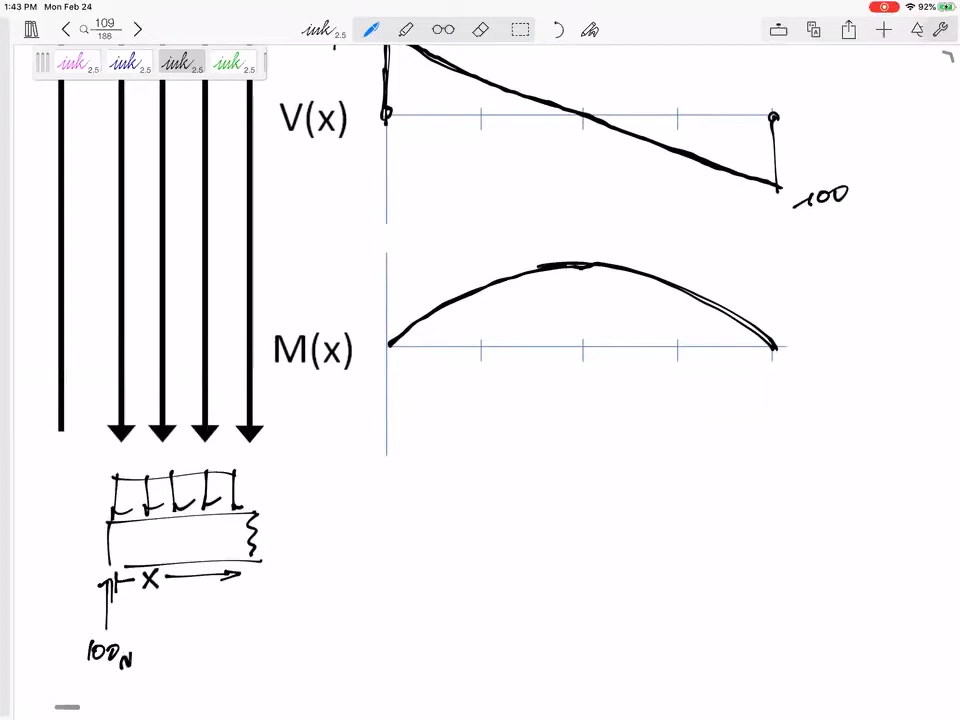 1:43 PM Mon Feb 24
92%
109
188
ink 2.5
ink 2.5 ink 2.5 ink 2.5 ink 2.5
V(x)
-100
M(x)
x
100N